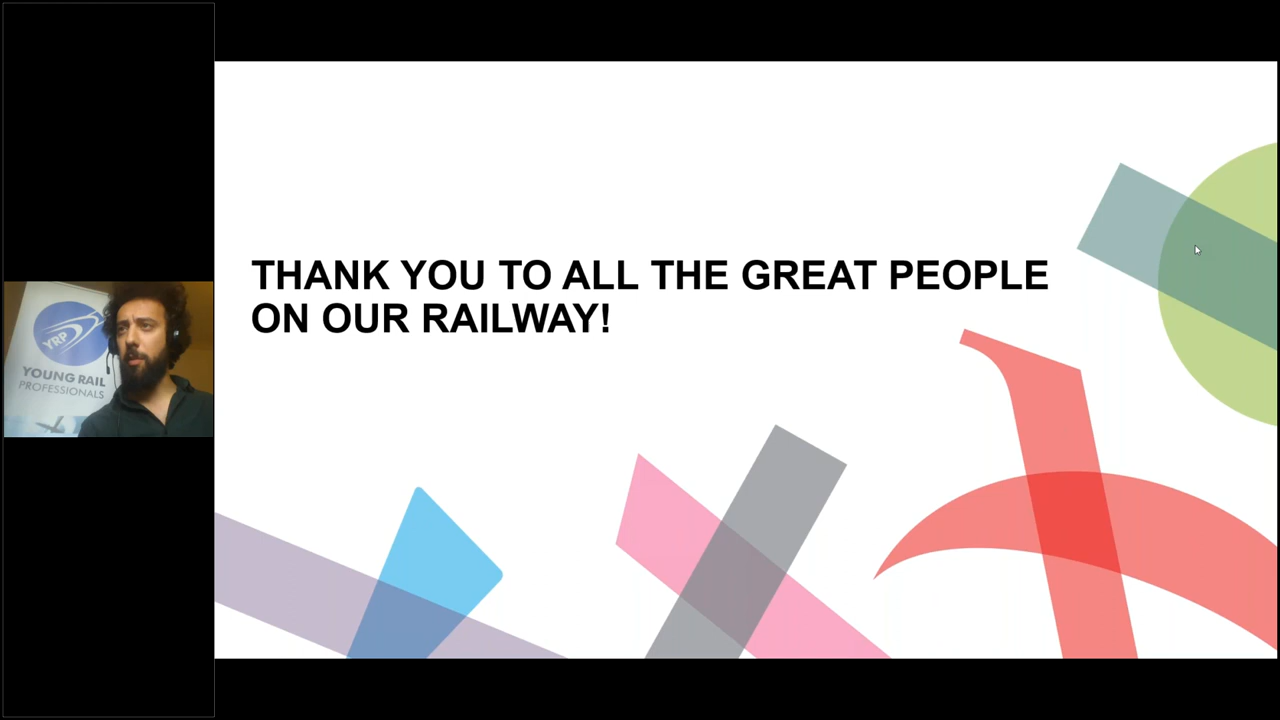 THANK YOU TO ALL THE GREAT PEOPLE
ON OUR RAILWAY!
YRP
YOUNG RAIL
PROFESSIONALS